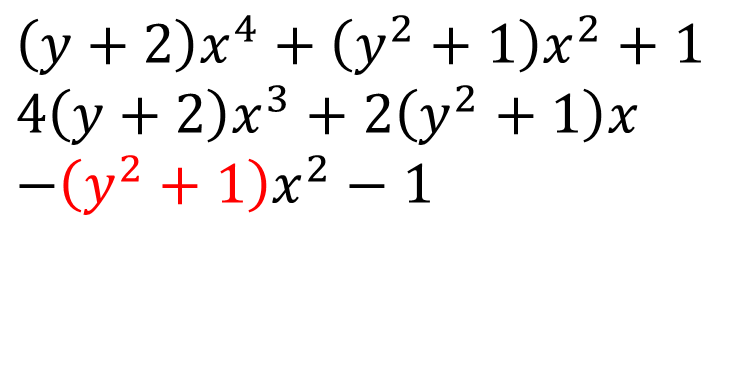 (y + 2)x⁴ + (y² + 1)x² + 1
4(y + 2)x³ + 2(y² + 1)x
−(y² + 1)x² − 1